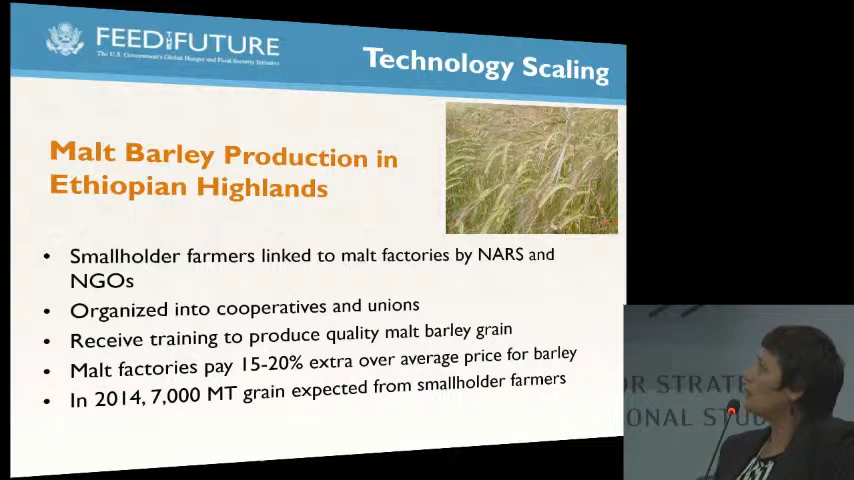 FEED THE FUTURE
The U.S. Government's Global Hunger and Food Security Initiative
Technology Scaling
Malt Barley Production in
Ethiopian Highlands
• Smallholder farmers linked to malt factories by NARS and
NGOs
• Organized into cooperatives and unions
• Receive training to produce quality malt barley grain
• Malt factories pay 15-20% extra over average price for barley
• In 2014, 7,000 MT grain expected from smallholder farmers
OR STRATE
ONAL STUD